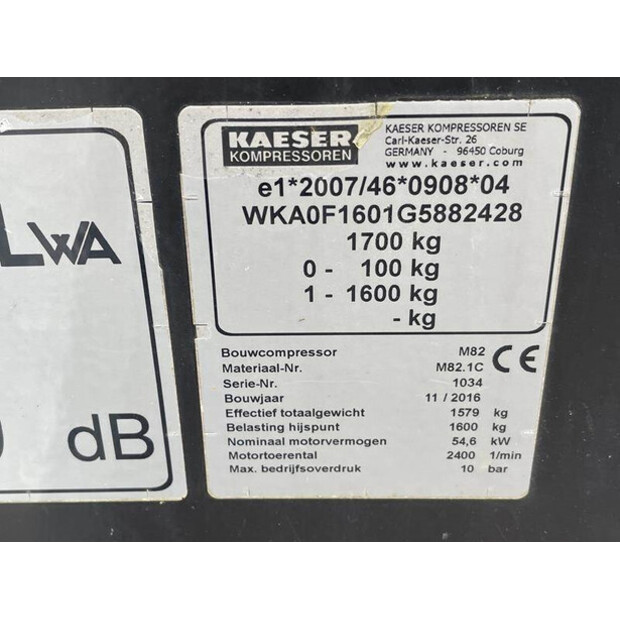 LWA
dB
KAESER
KOMPRESSOREN
KAESER KOMPRESSOREN SE
Carl-Kaeser-Str. 26
GERMANY - 96450 Coburg
www.kaeser.com
e1*2007/46*0908*04
WKA0F1601G5882428
1700 kg
0 - 100 kg
1 - 1600 kg
- kg
Bouwcompressor M82 CE
Materiaal-Nr. M82.1C
Serie-Nr. 1034
Bouwjaar 11 / 2016
Effectief totaalgewicht 1579 kg
Belasting hijspunt 1600 kg
Nominaal motorvermogen 54,6 kW
Motortoerental 2400 1/min
Max. bedrijfsoverdruk 10 bar